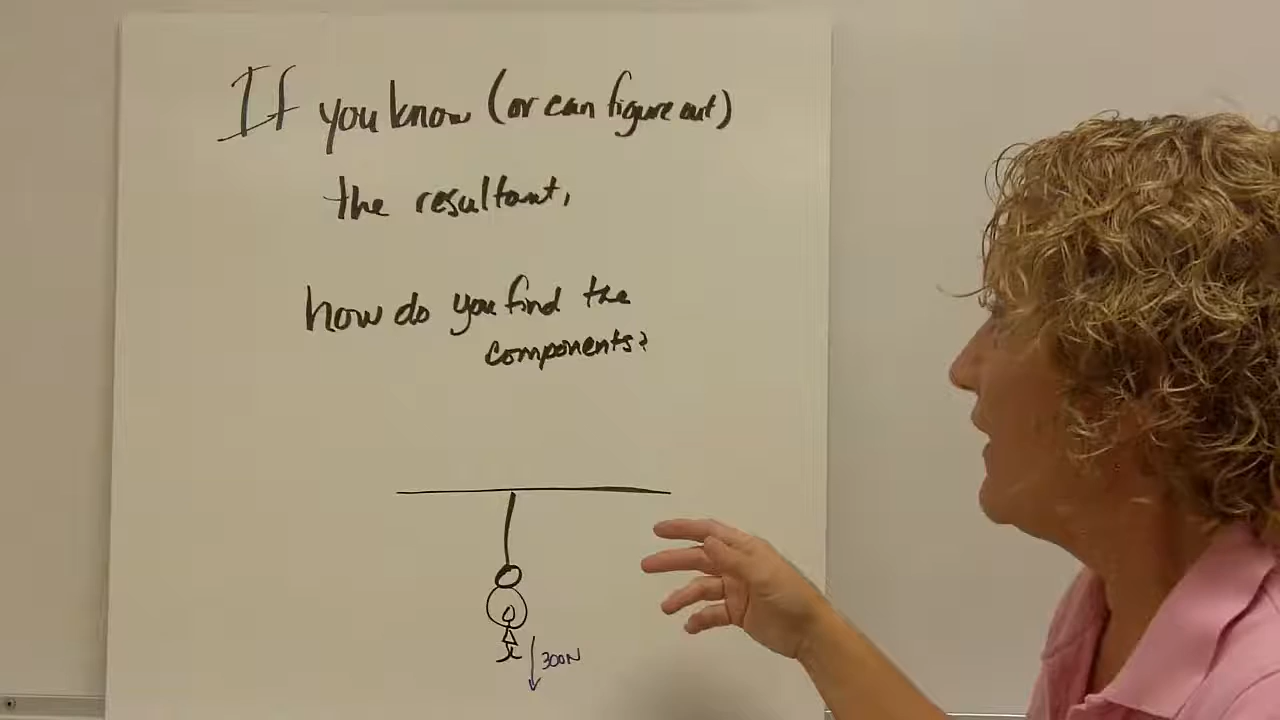 If you know (or can figure out)
the resultant,
how do you find the
components?
300N